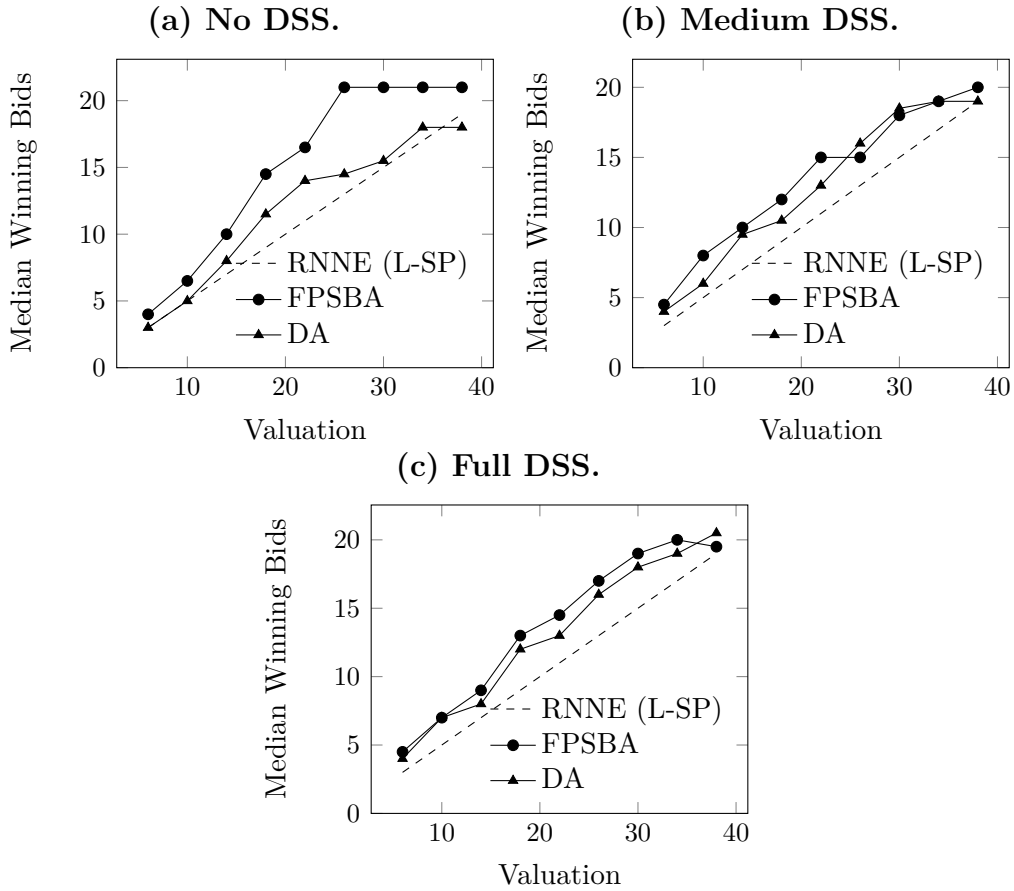 (a) No DSS.
Median Winning Bids
20
15
10
5
0
10
20
30
40
Valuation
RNNE (L-SP)
FPSBA
DA
(b) Medium DSS.
Median Winning Bids
20
15
10
5
0
10
20
30
40
Valuation
RNNE (L-SP)
FPSBA
DA
(c) Full DSS.
Median Winning Bids
20
15
10
5
0
10
20
30
40
Valuation
RNNE (L-SP)
FPSBA
DA